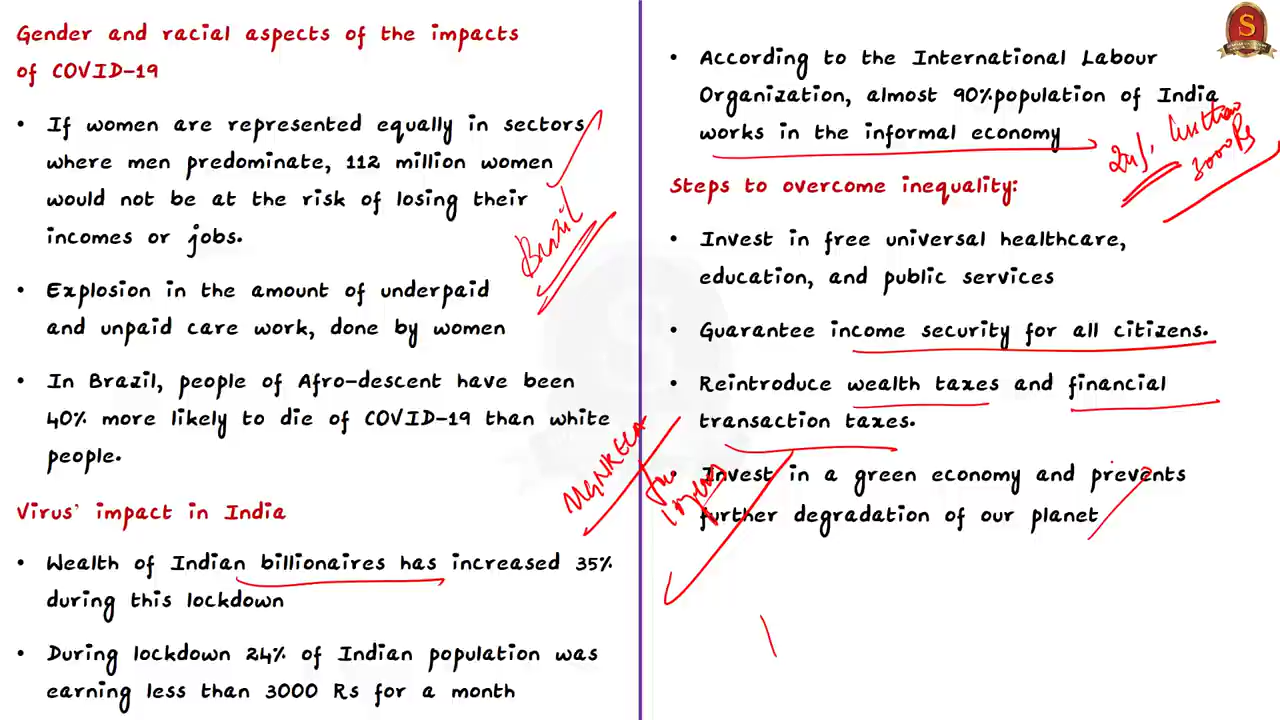 Gender and racial aspects of the impacts
of COVID-19
• If women are represented equally in sectors
where men predominate, 112 million women
would not be at the risk of losing their
incomes or jobs.
Brazil
• Explosion in the amount of underpaid
and unpaid care work, done by women
• In Brazil, people of Afro-descent have been
40% more likely to die of COVID-19 than white
people.
Virus' impact in India
• Wealth of Indian billionaires has increased 35%
during this lockdown
• During lockdown 24% of Indian population was
earning less than 3000 Rs for a month
S
• According to the International Labour
Organization, almost 90%population of India
works in the informal economy
24%. less than
3000 Rs
Steps to overcome inequality:
• Invest in free universal healthcare,
education, and public services
• Guarantee income security for all citizens.
• Reintroduce wealth taxes and financial
transaction taxes.
MGNREGA
for
• Invest in a green economy and prevents
further degradation of our planet